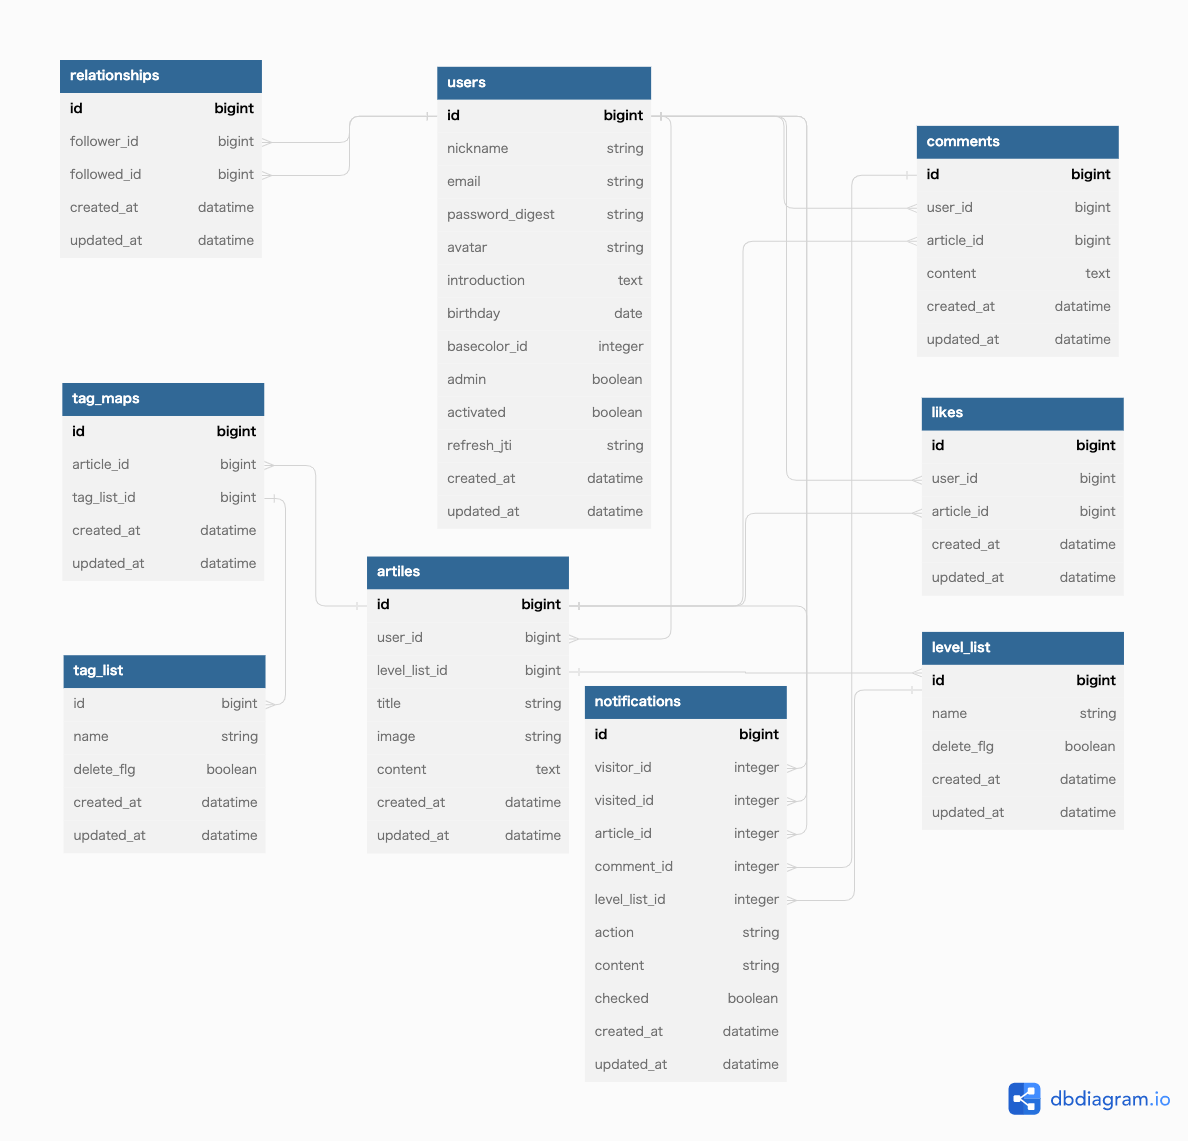 relationships
id bigint
follower_id bigint
followed_id bigint
created_at datatime
updated_at datatime
users
id bigint
nickname string
email string
password_digest string
avatar string
introduction text
birthday date
basecolor_id integer
admin boolean
activated boolean
refresh_jti string
created_at datatime
updated_at datatime
comments
id bigint
user_id bigint
article_id bigint
content text
created_at datatime
updated_at datatime
tag_maps
id bigint
article_id bigint
tag_list_id bigint
created_at datatime
updated_at datatime
likes
id bigint
user_id bigint
article_id bigint
created_at datatime
updated_at datatime
artiles
id bigint
user_id bigint
level_list_id bigint
title string
image string
content text
created_at datatime
updated_at datatime
tag_list
id bigint
name string
delete_flg boolean
created_at datatime
updated_at datatime
level_list
id bigint
name string
delete_flg boolean
created_at datatime
updated_at datatime
notifications
id bigint
visitor_id integer
visited_id integer
article_id integer
comment_id integer
level_list_id integer
action string
content string
checked boolean
created_at datatime
updated_at datatime
dbdiagram.io